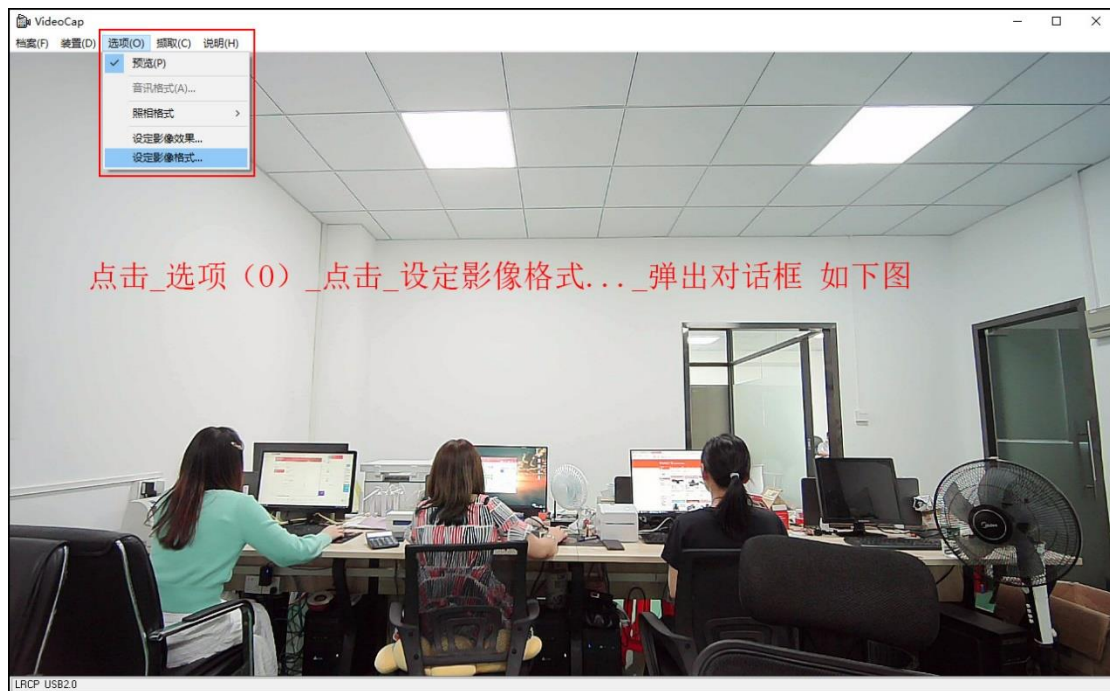 VideoCap
档案(F) 装置(D) 选项(O) 撷取(C) 说明(H)
预览(P)
音讯格式(A)...
照相格式
设定影像效果...
设定影像格式...
点击_选项（O）_点击_设定影像格式..._弹出对话框 如下图
Midea
LRCP USB2.0